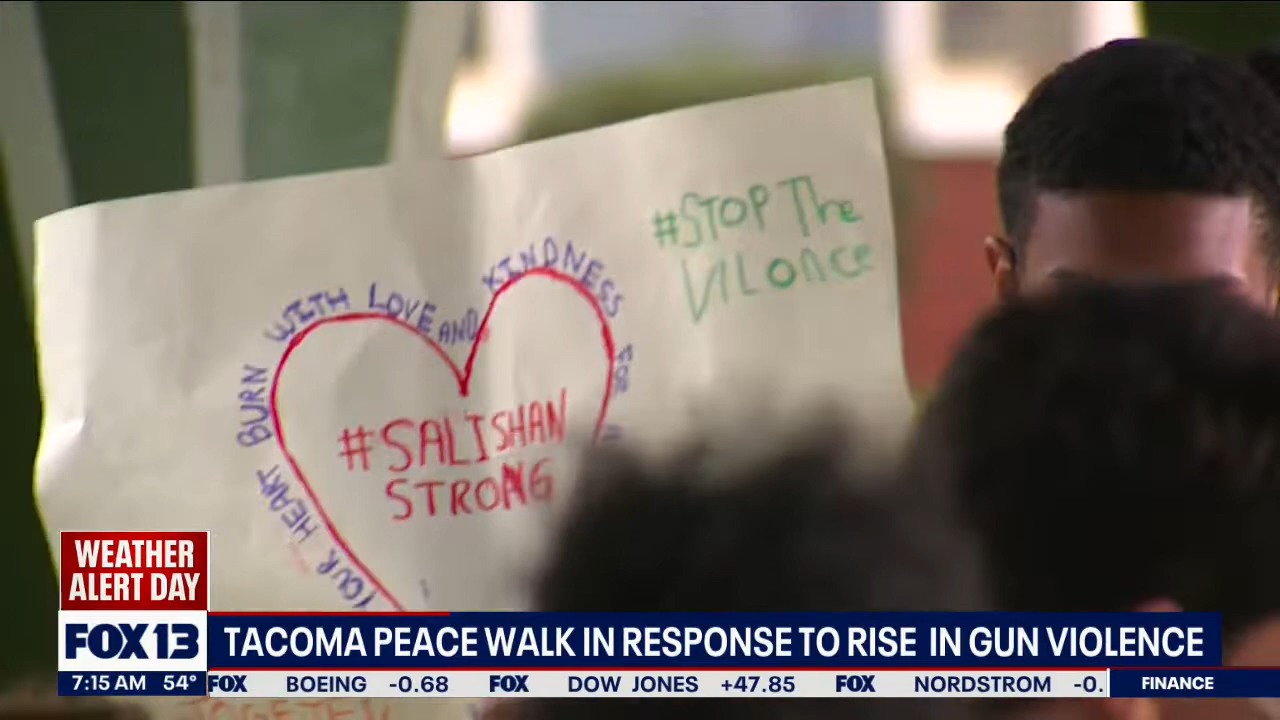 #STOP The
VILONCE
YOUR HEART BURN WITH LOVE AND KINDNESS FOR
#SALISHAN
STRONG
TOGETHER
WEATHER
ALERT DAY
FOX 13
TACOMA PEACE WALK IN RESPONSE TO RISE IN GUN VIOLENCE
7:15 AM 54° FOX BOEING -0.68 FOX DOW JONES +47.85 FOX NORDSTROM -0. FINANCE